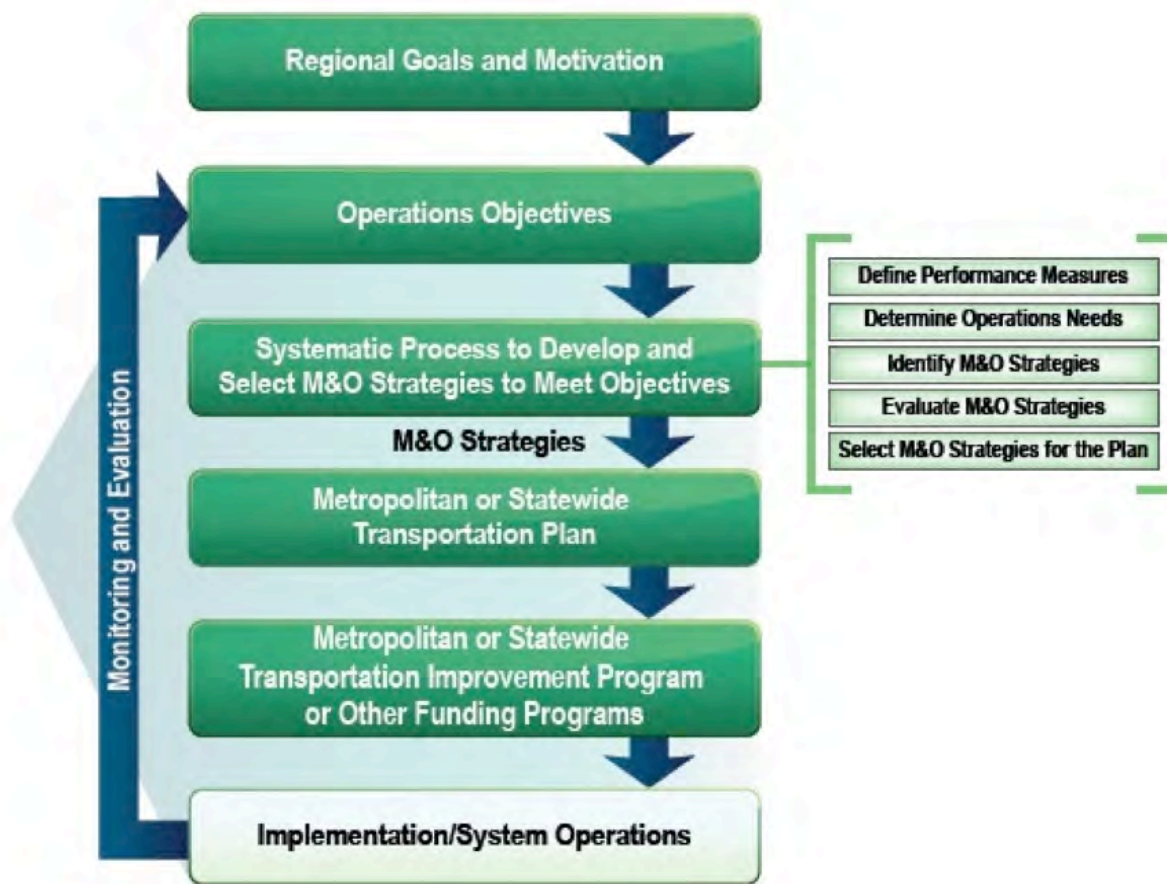 Regional Goals and Motivation
Operations Objectives
Systematic Process to Develop and
Select M&O Strategies to Meet Objectives
Define Performance Measures
Determine Operations Needs
Identify M&O Strategies
Evaluate M&O Strategies
Select M&O Strategies for the Plan
M&O Strategies
Metropolitan or Statewide
Transportation Plan
Metropolitan or Statewide
Transportation Improvement Program
or Other Funding Programs
Implementation/System Operations
Monitoring and Evaluation